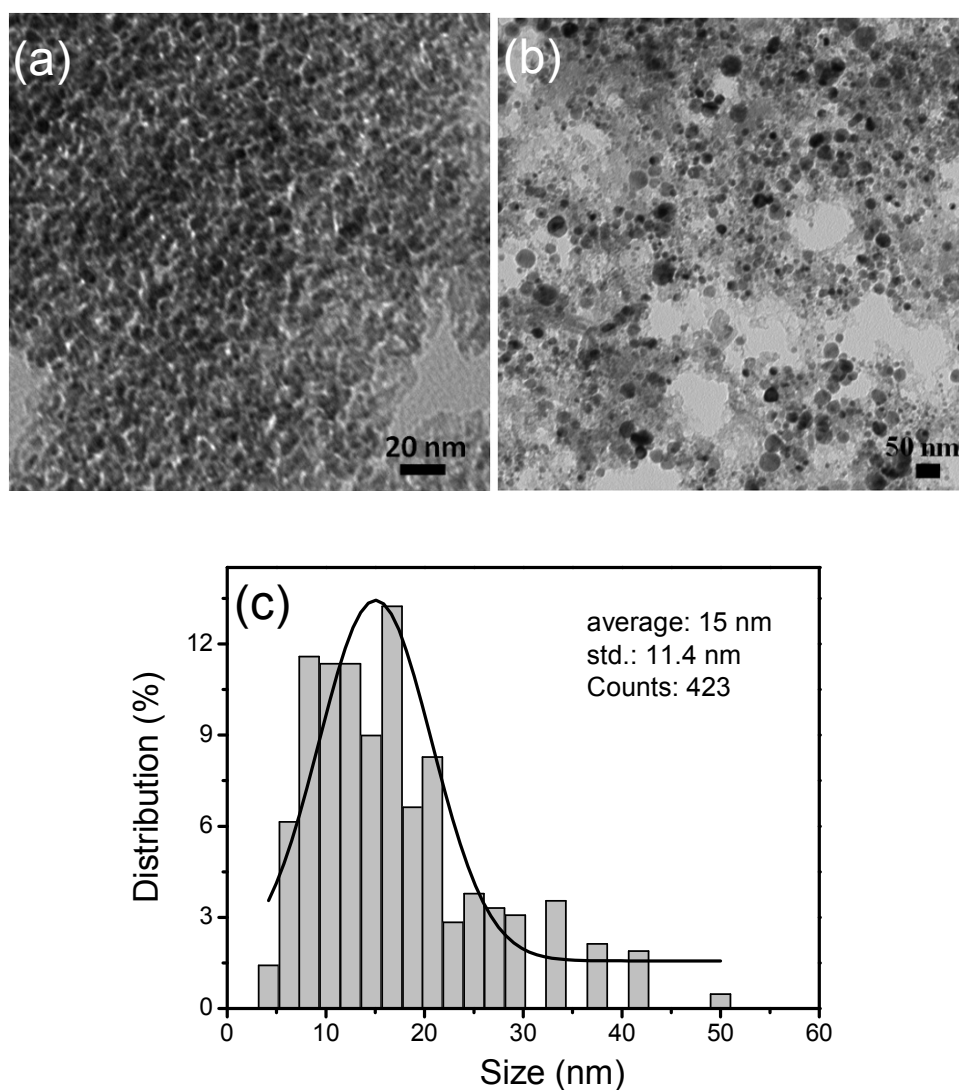 (a)
20 nm
(b)
50 nm
(c)
average: 15 nm
std.: 11.4 nm
Counts: 423
12
9
6
3
0
Distribution (%)
0 10 20 30 40 50 60
Size (nm)